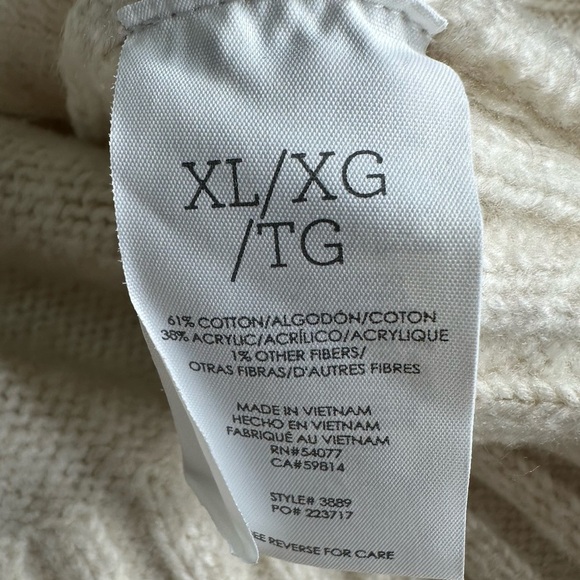 XL/XG
/TG
61% COTTON/ALGODÓN/COTON
38% ACRYLIC/ACRÍLICO/ACRYLIQUE
1% OTHER FIBERS/
OTRAS FIBRAS/D'AUTRES FIBRES
MADE IN VIETNAM
HECHO EN VIETNAM
FABRIQUÉ AU VIETNAM
RN#54077
CA#59814
STYLE# 3889
PO# 223717
REVERSE FOR CARE